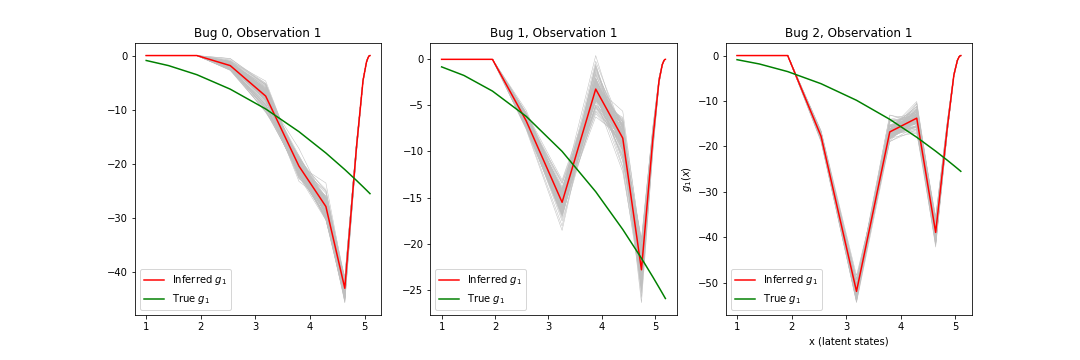 Bug 0, Observation 1
0
−10
−20
−30
−40
1 2 3 4 5
Inferred g₁
True g₁
Bug 1, Observation 1
0
−5
−10
−15
−20
−25
1 2 3 4 5
Inferred g₁
True g₁
Bug 2, Observation 1
g₁(x)
0
−10
−20
−30
−40
−50
1 2 3 4 5
x (latent states)
Inferred g₁
True g₁